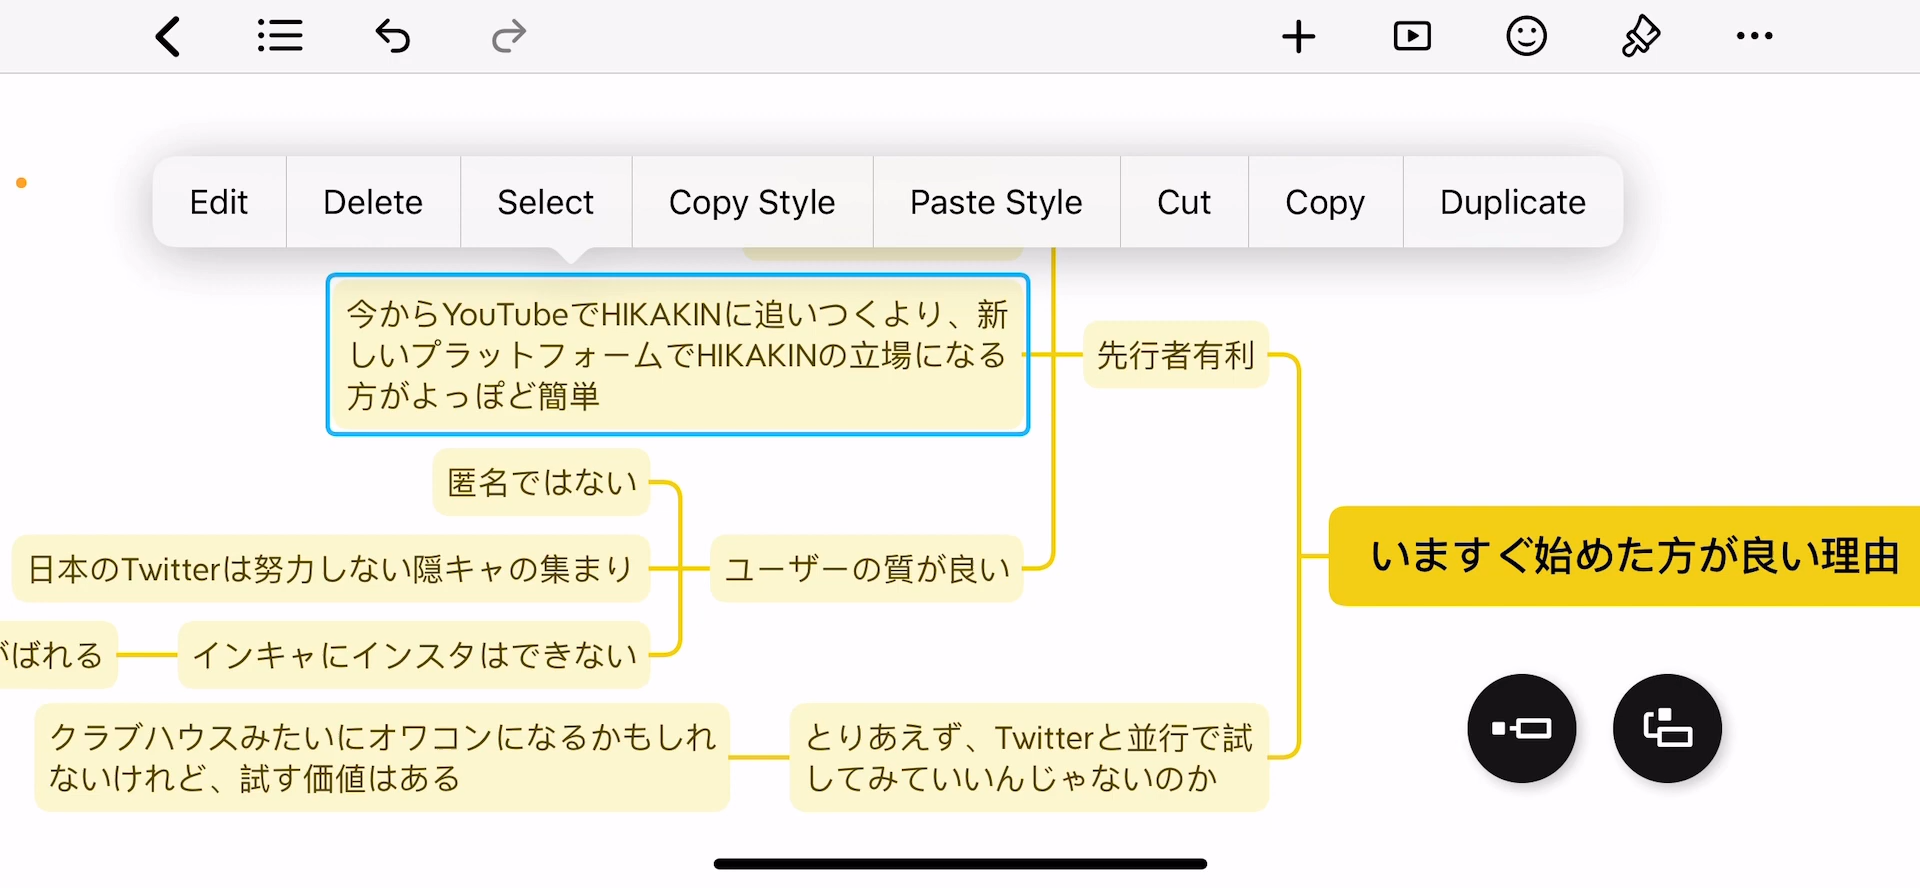 Edit
Delete
Select
Copy Style
Paste Style
Cut
Copy
Duplicate
今からYouTubeでHIKAKINに追いつくより、新
しいプラットフォームでHIKAKINの立場になる
方がよっぽど簡単
先行者有利
匿名ではない
日本のTwitterは努力しない隠キャの集まり
ユーザーの質が良い
いますぐ始めた方が良い理由
ばれる
インキャにインスタはできない
クラブハウスみたいにオワコンになるかもしれ
ないけれど、試す価値はある
とりあえず、Twitterと並行で試
してみていいんじゃないのか